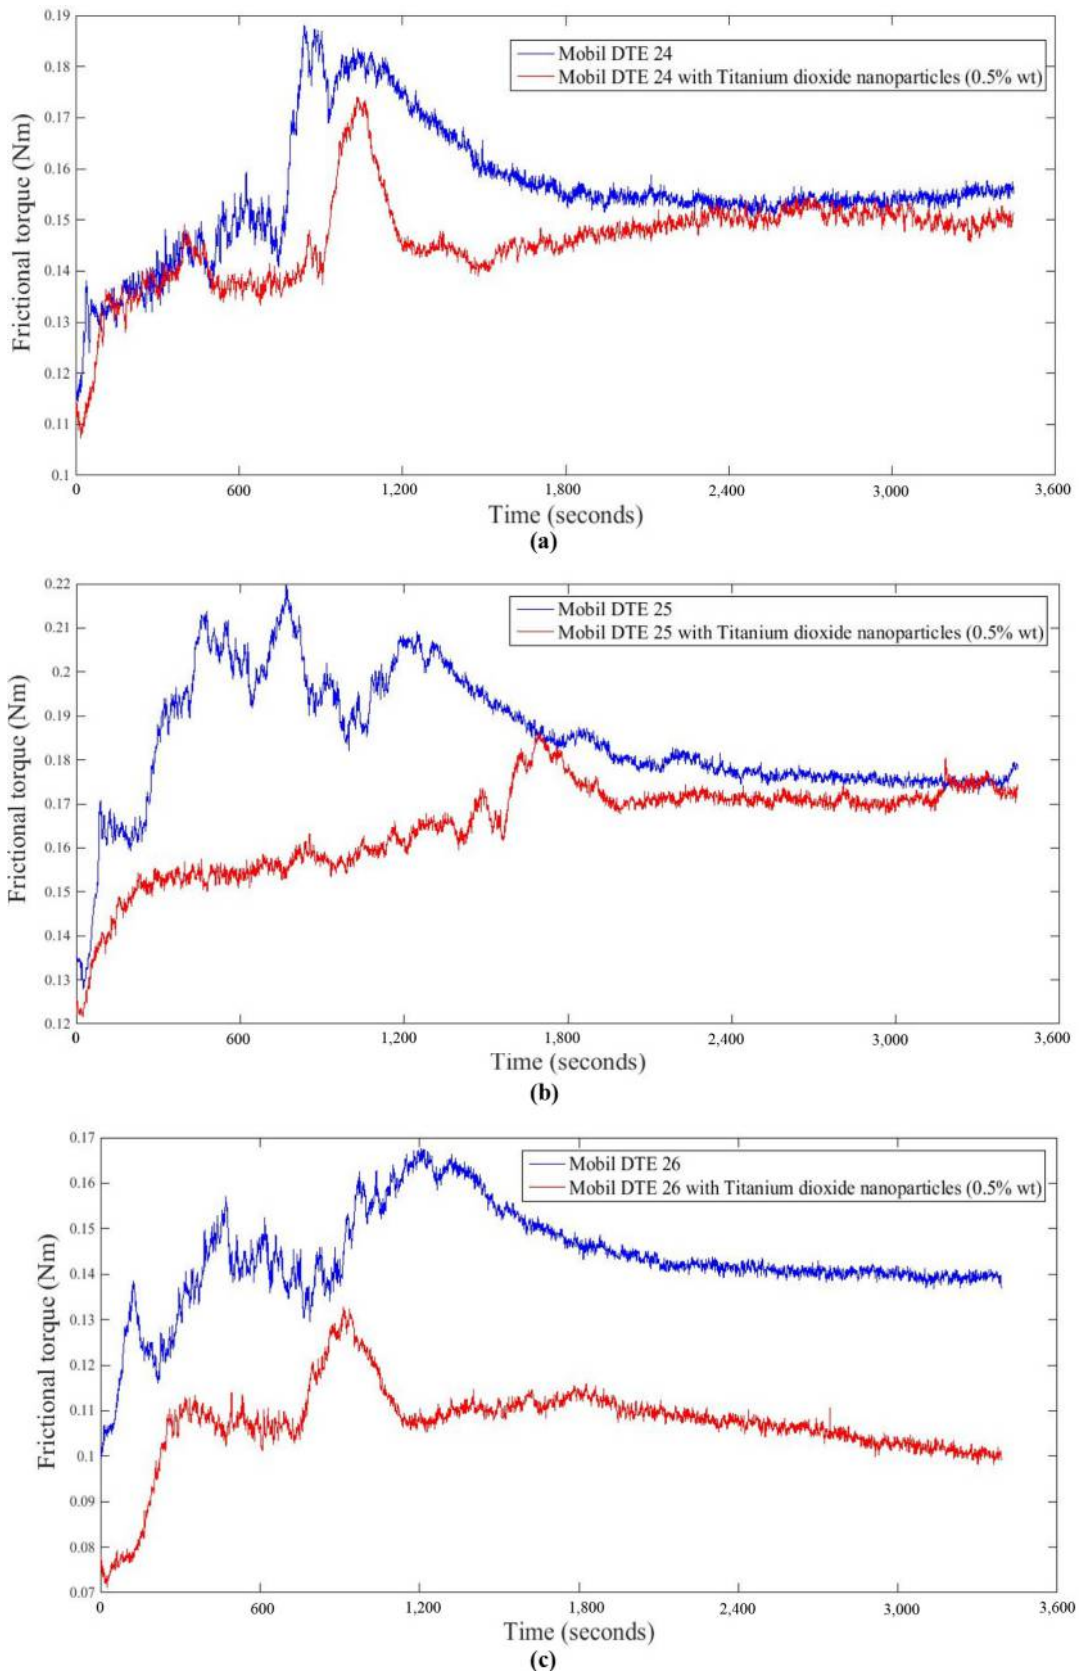 0.19
0.18
0.17
0.16
0.15
0.14
0.13
0.12
0.11
0.1
Frictional torque (Nm)
Mobil DTE 24
Mobil DTE 24 with Titanium dioxide nanoparticles (0.5% wt)
0 600 1,200 1,800 2,400 3,000 3,600
Time (seconds)
(a)
0.22
0.21
0.2
0.19
0.18
0.17
0.16
0.15
0.14
0.13
0.12
Frictional torque (Nm)
Mobil DTE 25
Mobil DTE 25 with Titanium dioxide nanoparticles (0.5% wt)
0 600 1,200 1,800 2,400 3,000 3,600
Time (seconds)
(b)
0.17
0.16
0.15
0.14
0.13
0.12
0.11
0.1
0.09
0.08
0.07
Frictional torque (Nm)
Mobil DTE 26
Mobil DTE 26 with Titanium dioxide nanoparticles (0.5% wt)
0 600 1,200 1,800 2,400 3,000 3,600
Time (seconds)
(c)